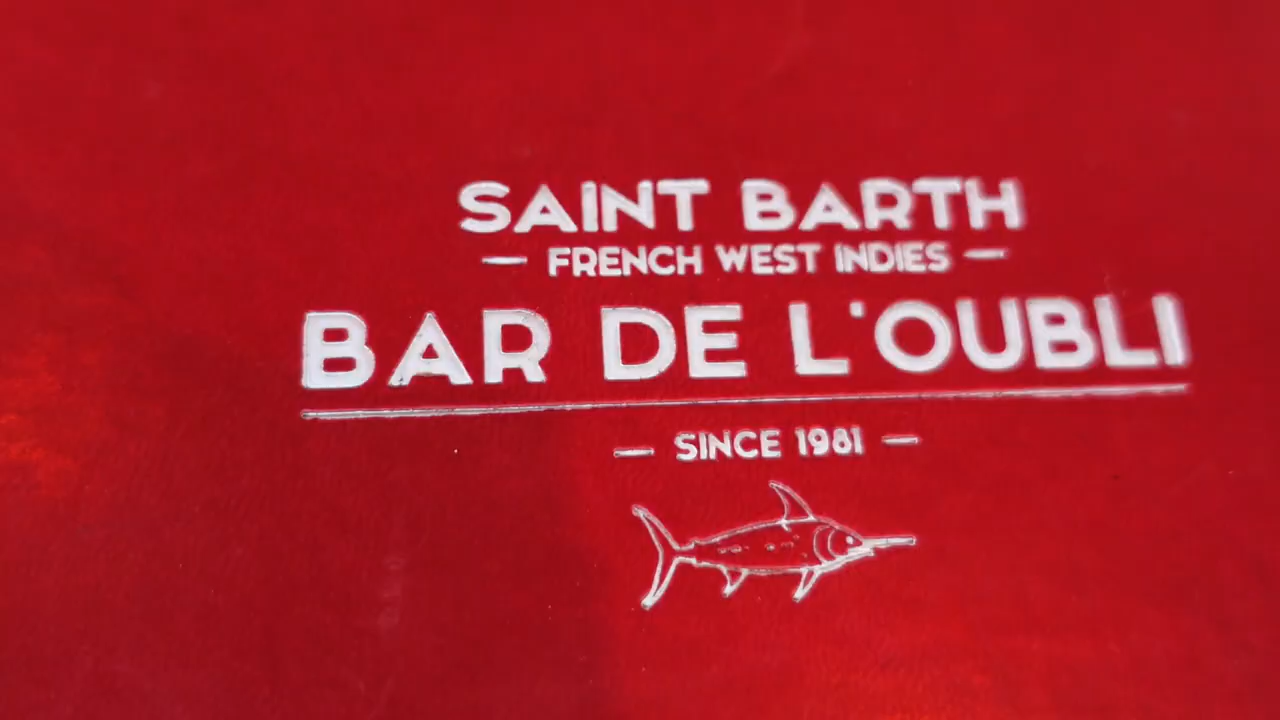 SAINT BARTH
— FRENCH WEST INDIES —
BAR DE L'OUBLI
— SINCE 1981 —